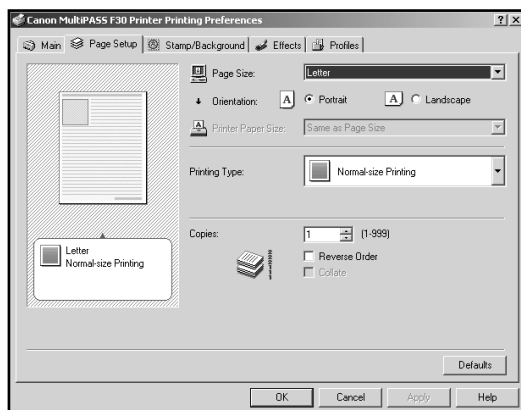 Canon MultiPASS F30 Printer Printing Preferences
Main Page Setup Stamp/Background Effects Profiles
Page Size: Letter
Orientation: A Portrait A Landscape
Printer Paper Size: Same as Page Size
Printing Type: Normal-size Printing
Letter
Normal-size Printing
Copies: 1 (1-999)
Reverse Order
Collate
Defaults
OK Cancel Apply Help